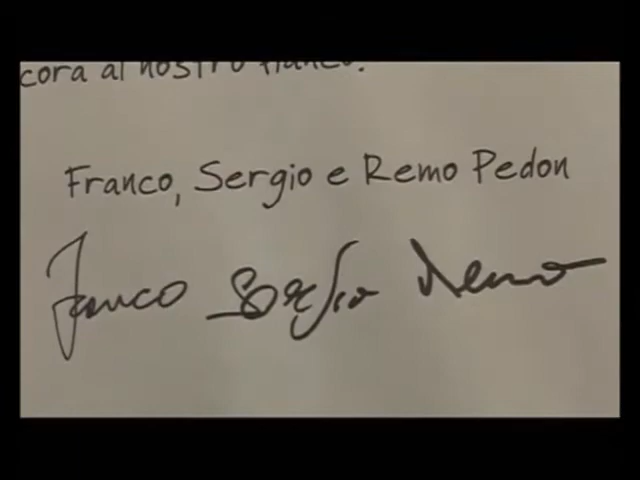 cora al nostro fianco.
Franco, Sergio e Remo Pedon
Franco Sergio Remo